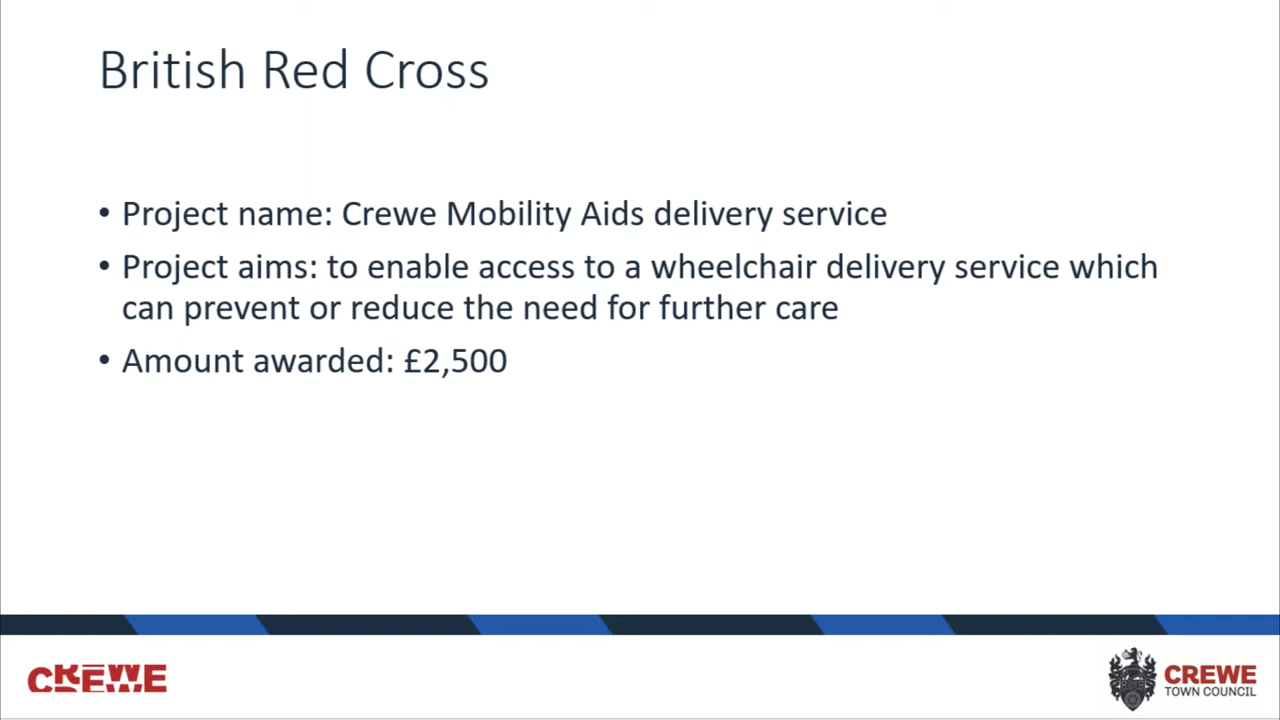 British Red Cross
• Project name: Crewe Mobility Aids delivery service
• Project aims: to enable access to a wheelchair delivery service which
can prevent or reduce the need for further care
• Amount awarded: £2,500
CREWE
CREWE
TOWN COUNCIL